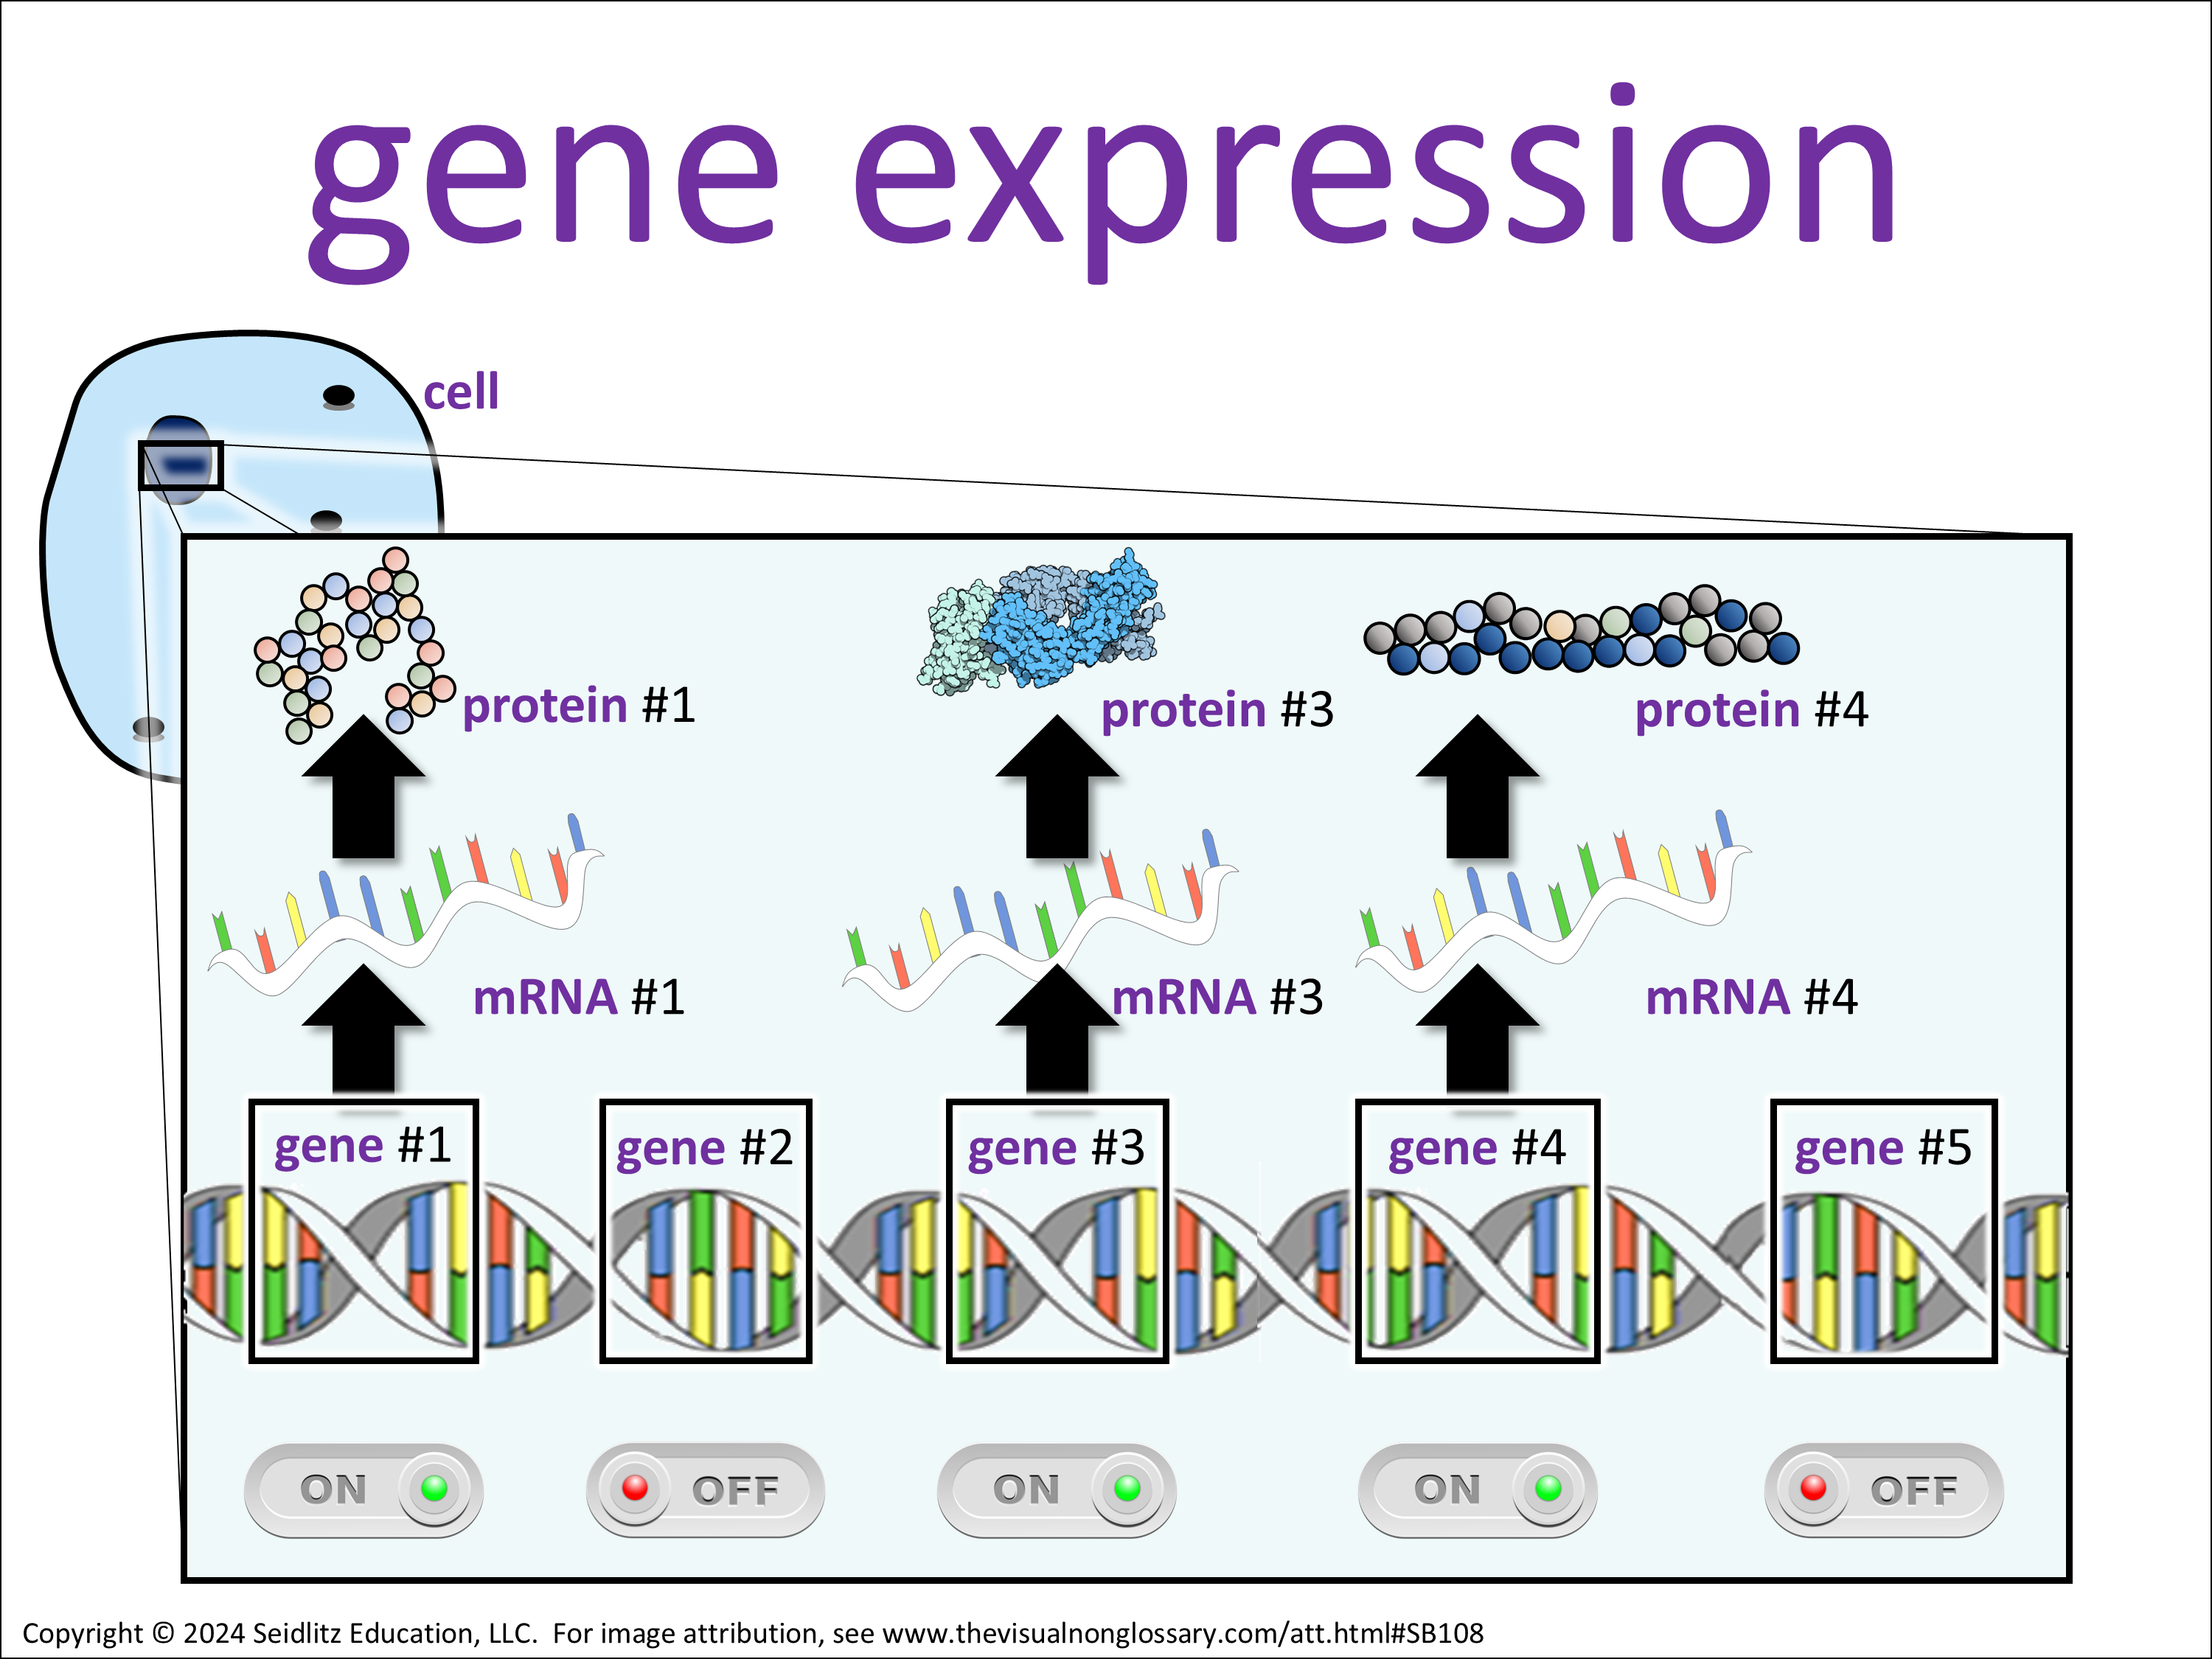 gene expression
cell
protein #1
protein #3
protein #4
mRNA #1
mRNA #3
mRNA #4
gene #1
gene #2
gene #3
gene #4
gene #5
ON
OFF
ON
ON
OFF
Copyright © 2024 Seidlitz Education, LLC.  For image attribution, see www.thevisualnonglossary.com/att.html#SB108